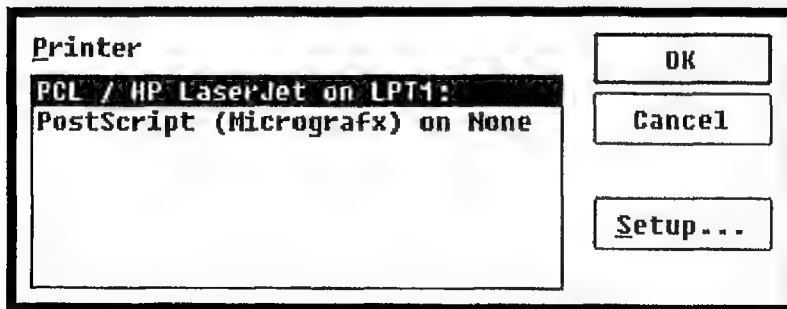 Printer
PCL / HP LaserJet on LPT1:
PostScript (Micrografx) on None
OK
Cancel
Setup...